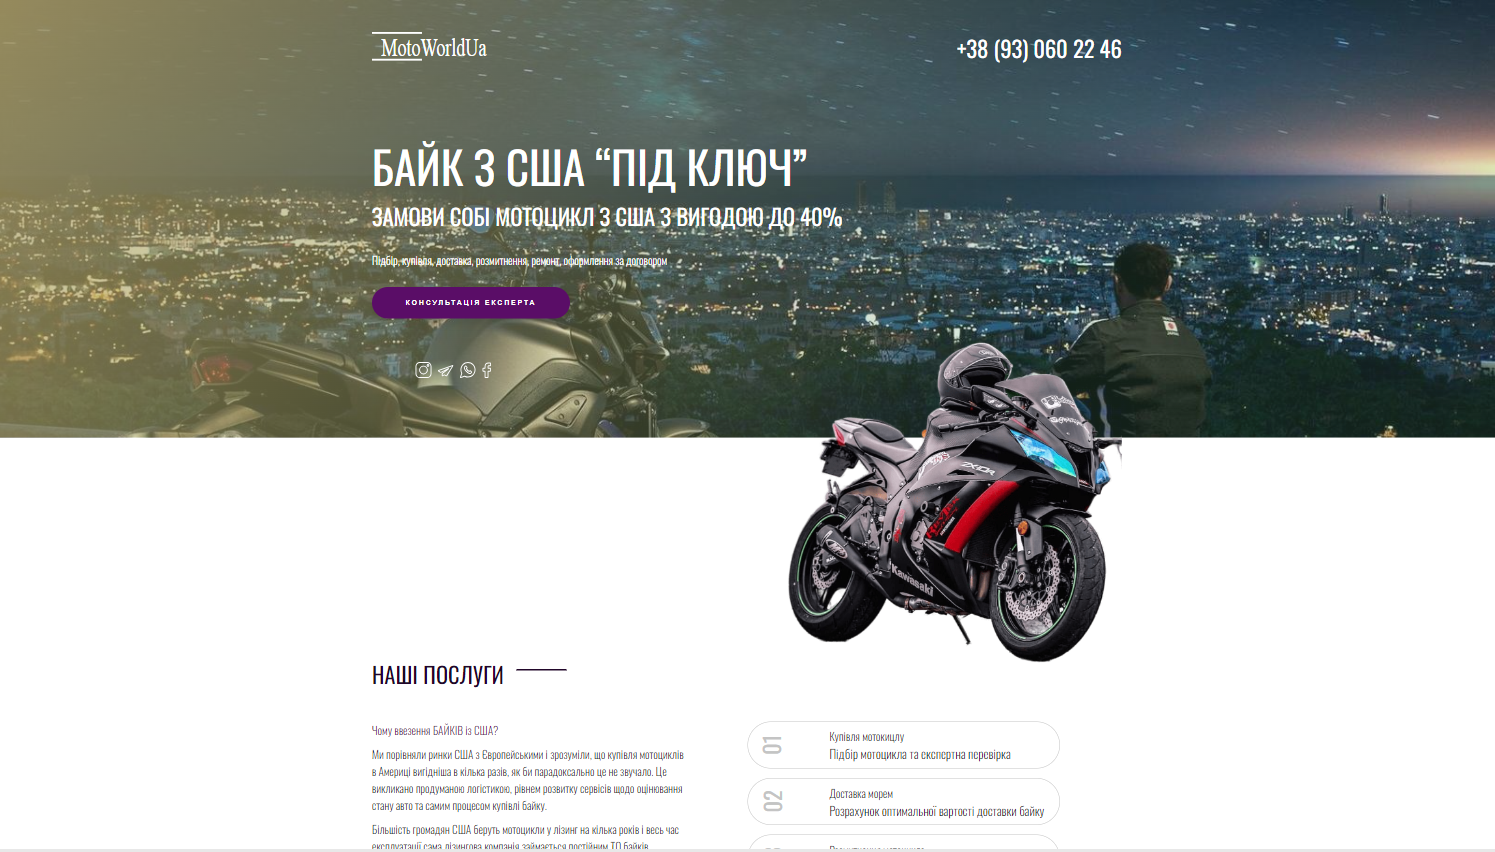 MotoWorldUa
+38 (93) 060 22 46
БАЙК З США “ПІД КЛЮЧ”
ЗАМОВИ СОБІ МОТОЦИКЛ З США З ВИГОДОЮ ДО 40%
Підбір, купівля, доставка, розмитнення, ремонт, оформлення за договором
КОНСУЛЬТАЦІЯ ЕКСПЕРТА
ZX-10R
Kawasaki
НАШІ ПОСЛУГИ
Чому ввезення БАЙКІВ із США?
Ми порівняли ринки США з Європейськими і зрозуміли, що купівля мотоциклів
в Америці вигідніша в кілька разів, як би парадоксально це не звучало. Це
викликано продуманою логістикою, рівнем розвитку сервісів щодо оцінювання
стану авто та самим процесом купівлі байку.
Більшість громадян США беруть мотоцикли у лізинг на кілька років і весь час
експлуатації сама лізингова компанія займається постійним ТО байків
01
Купівля мотокицлу
Підбір мотоцикла та експертна перевірка
02
Доставка морем
Розрахунок оптимальної вартості доставки байку